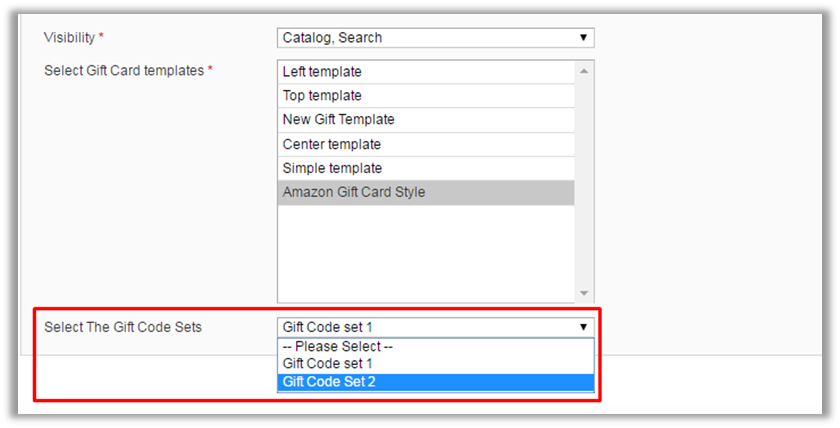 Visibility *
Catalog, Search
Select Gift Card templates *
Left template
Top template
New Gift Template
Center template
Simple template
Amazon Gift Card Style
Select The Gift Code Sets
Gift Code set 1
-- Please Select --
Gift Code set 1
Gift Code Set 2